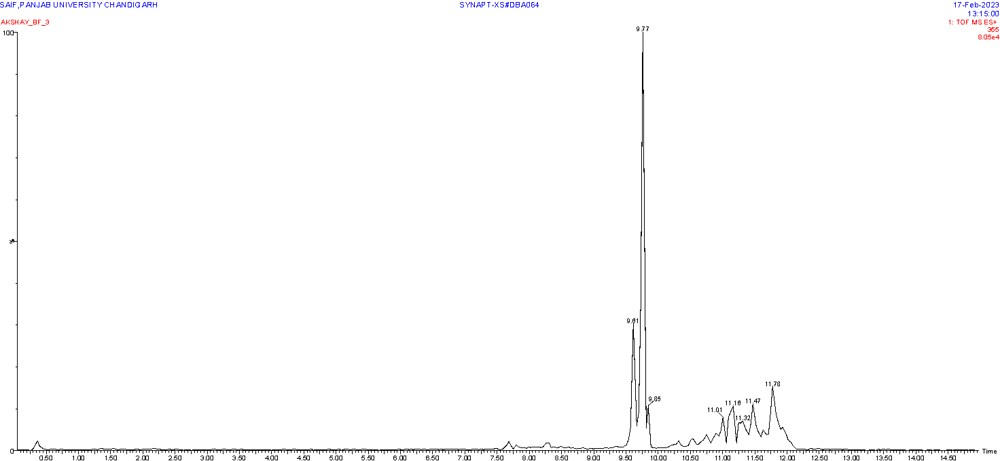 SAIF,PANJAB UNIVERSITY CHANDIGARH
SYNAPT-XS#DBA064
17-Feb-2023
13:15:00
AKSHAY_BF_3
1: TOF MS ES+
355
8.05e4
100
%
0
9.77
9.61
9.85
11.01
11.16
11.32
11.47
11.78
0.50 1.00 1.50 2.00 2.50 3.00 3.50 4.00 4.50 5.00 5.50 6.00 6.50 7.00 7.50 8.00 8.50 9.00 9.50 10.00 10.50 11.00 11.50 12.00 12.50 13.00 13.50 14.00 14.50 Time